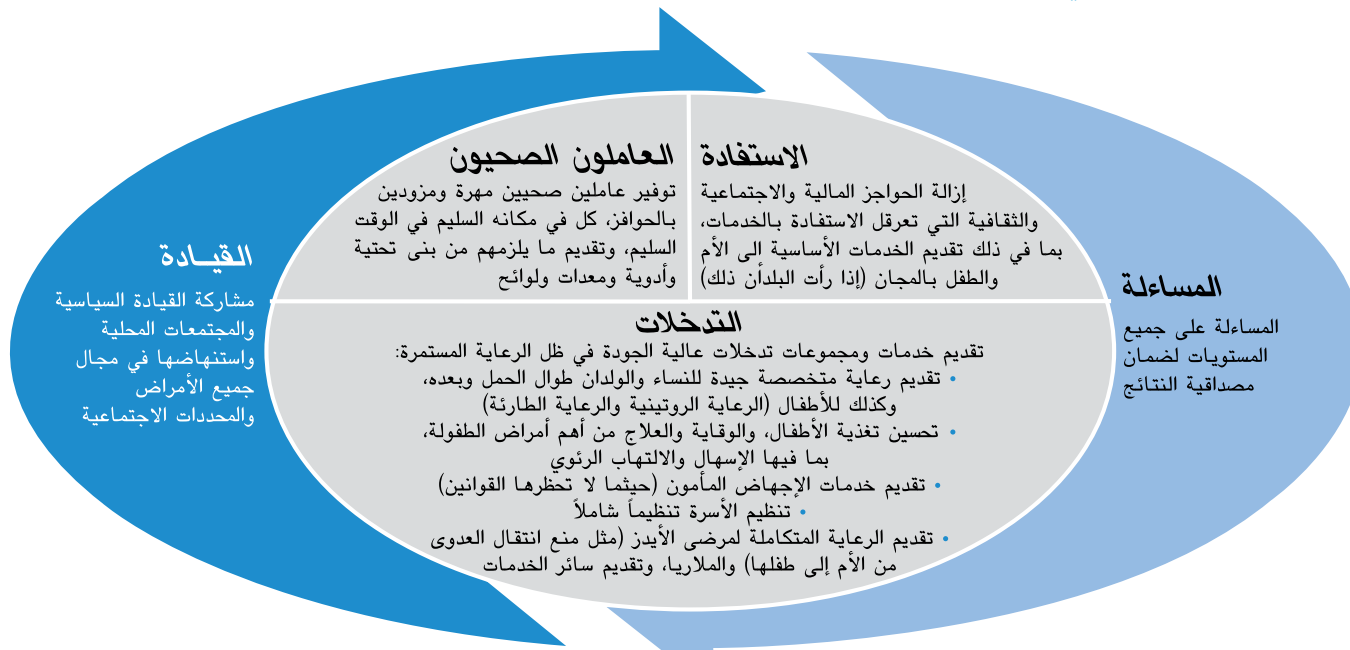 الاستفادة
إزالة الحواجز المالية والاجتماعية
والثقافية التي تعرقل الاستفادة بالخدمات،
بما في ذلك تقديم الخدمات الأساسية الى الأم
والطفل بالمجان (إذا رأت البلدأن ذلك)
العاملون الصحيون
توفير عاملين صحيين مهرة ومزودين
بالحوافز، كل في مكانه السليم في الوقت
السليم، وتقديم ما يلزمهم من بنى تحتية
وأدوية ومعدات ولوائح
المساءلة
المساءلة على جميع
المستويات لضمان
مصداقية النتائج
القيادة
مشاركة القيادة السياسية
والمجتمعات المحلية
واستنهاضها في مجال
جميع الأمراض
والمحددات الاجتماعية
التدخلات
تقديم خدمات ومجموعات تدخلات عالية الجودة في ظل الرعاية المستمرة:
• تقديم رعاية متخصصة جيدة للنساء والولدان طوال الحمل وبعده،
وكذلك للأطفال (الرعاية الروتينية والرعاية الطارئة)
• تحسين تغذية الأطفال، والوقاية والعلاج من أهم أمراض الطفولة،
بما فيها الإسهال والالتهاب الرئوي
• تقديم خدمات الإجهاض المأمون (حيثما لا تحظرها القوانين)
• تنظيم الأسرة تنظيماً شاملاً
• تقديم الرعاية المتكاملة لمرضى الأيدز (مثل منع انتقال العدوى
من الأم إلى طفلها) والملاريا، وتقديم سائر الخدمات